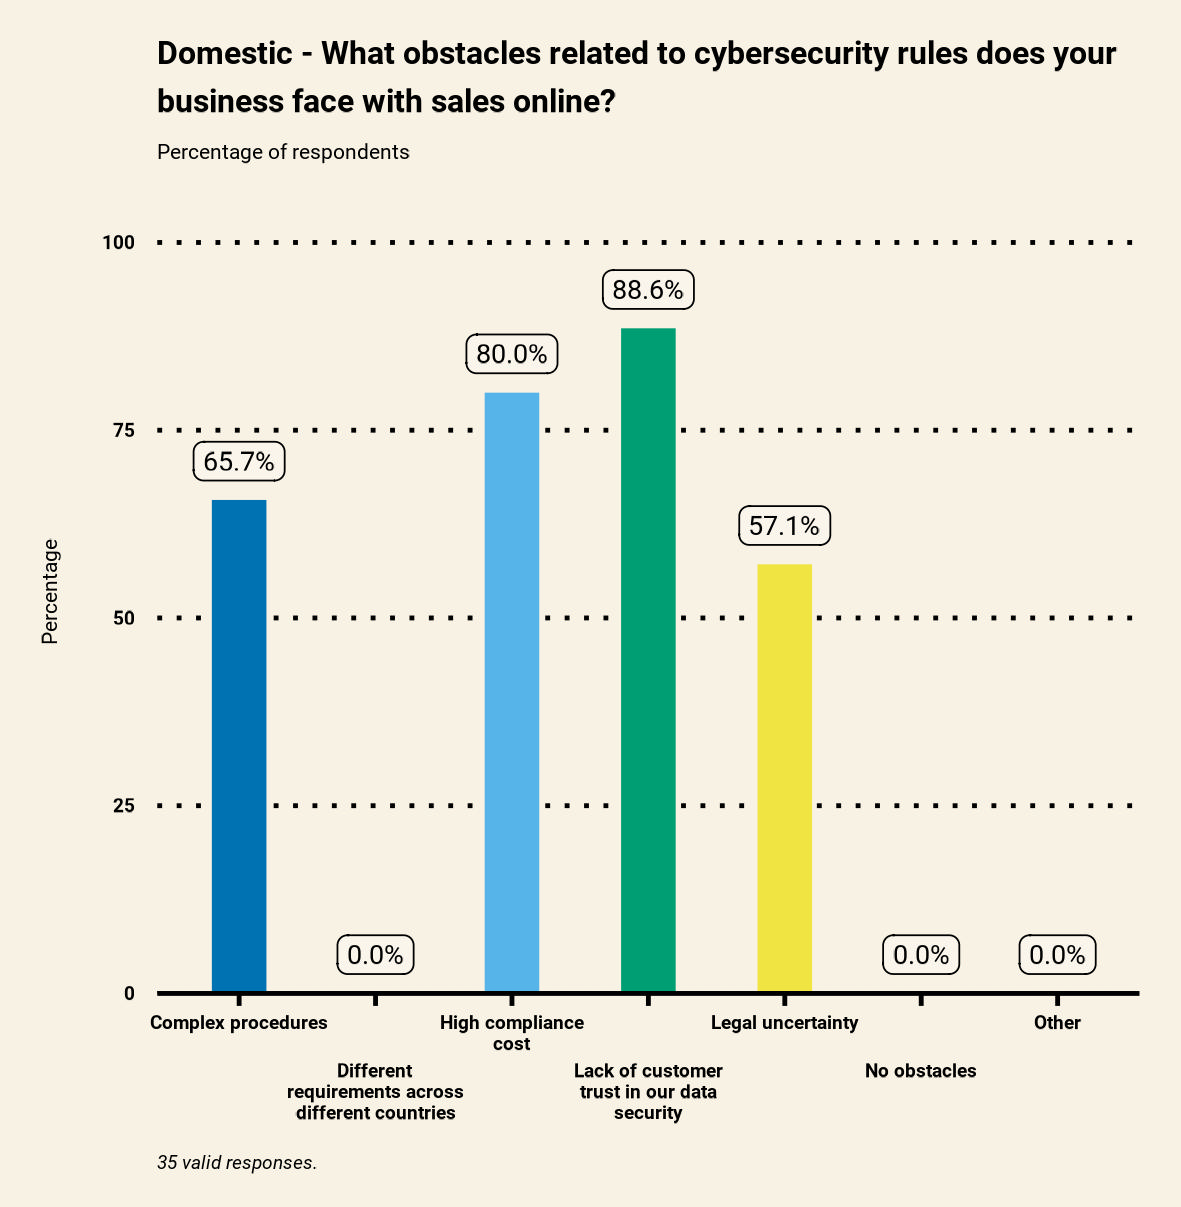 Domestic - What obstacles related to cybersecurity rules does your
business face with sales online?
Percentage of respondents
100
88.6%
80.0%
75
65.7%
57.1%
Percentage
50
25
0.0%
0.0%
0.0%
0
Complex procedures
High compliance
cost
Legal uncertainty
Other
Different
requirements across
different countries
Lack of customer
trust in our data
security
No obstacles
35 valid responses.